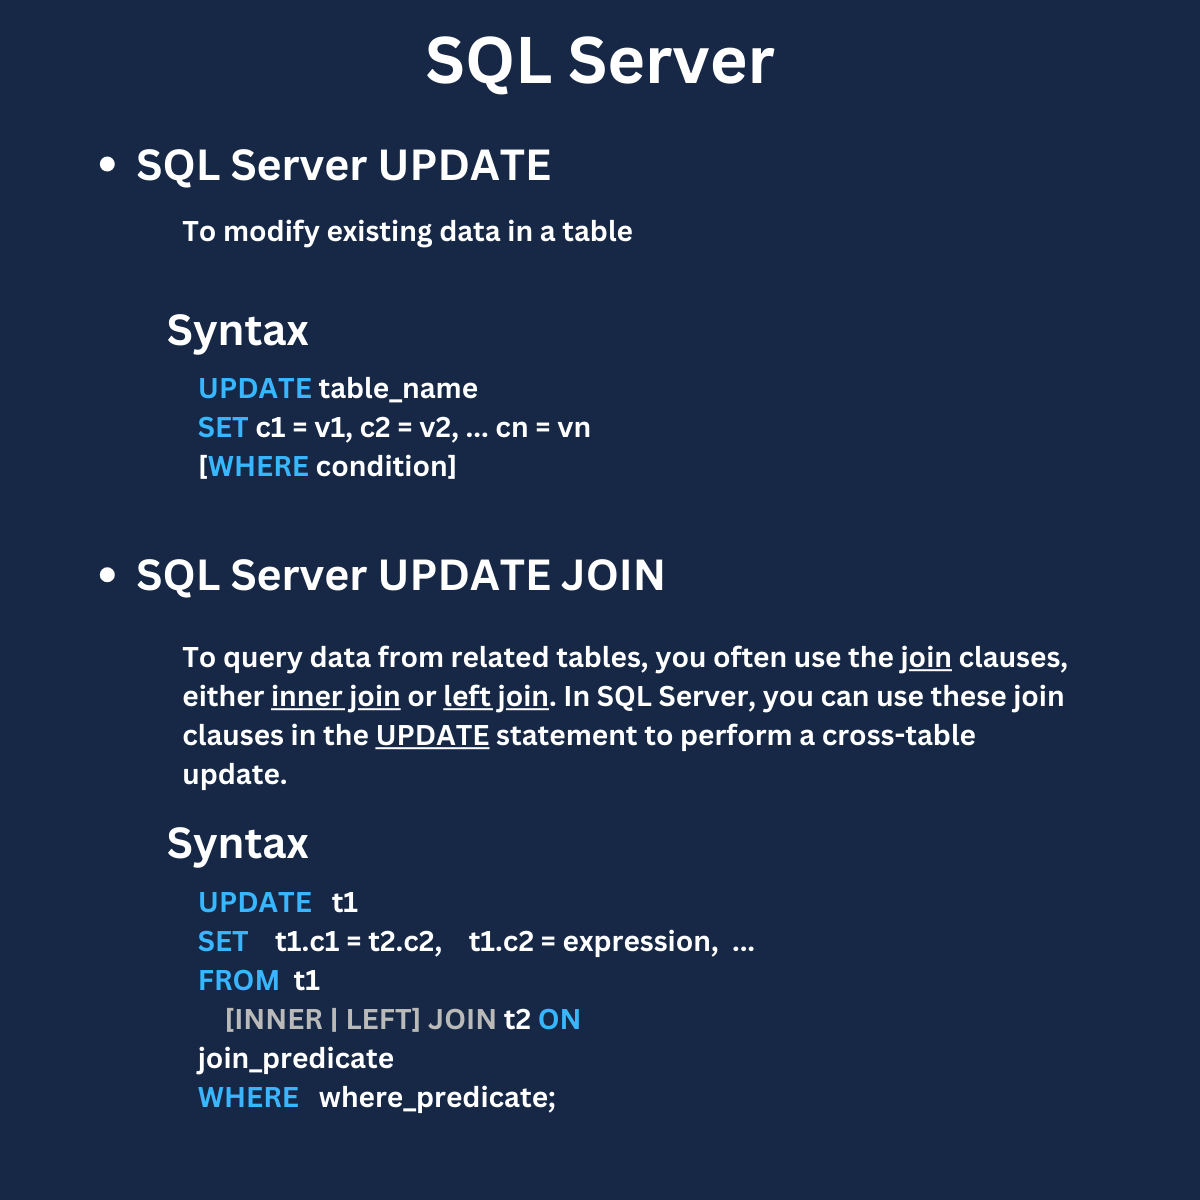 SQL Server
• SQL Server UPDATE
To modify existing data in a table
Syntax
UPDATE table_name
SET c1 = v1, c2 = v2, ... cn = vn
[WHERE condition]
• SQL Server UPDATE JOIN
To query data from related tables, you often use the join clauses,
either inner join or left join. In SQL Server, you can use these join
clauses in the UPDATE statement to perform a cross-table
update.
Syntax
UPDATE t1
SET t1.c1 = t2.c2, t1.c2 = expression, ...
FROM t1
[INNER | LEFT] JOIN t2 ON
join_predicate
WHERE where_predicate;